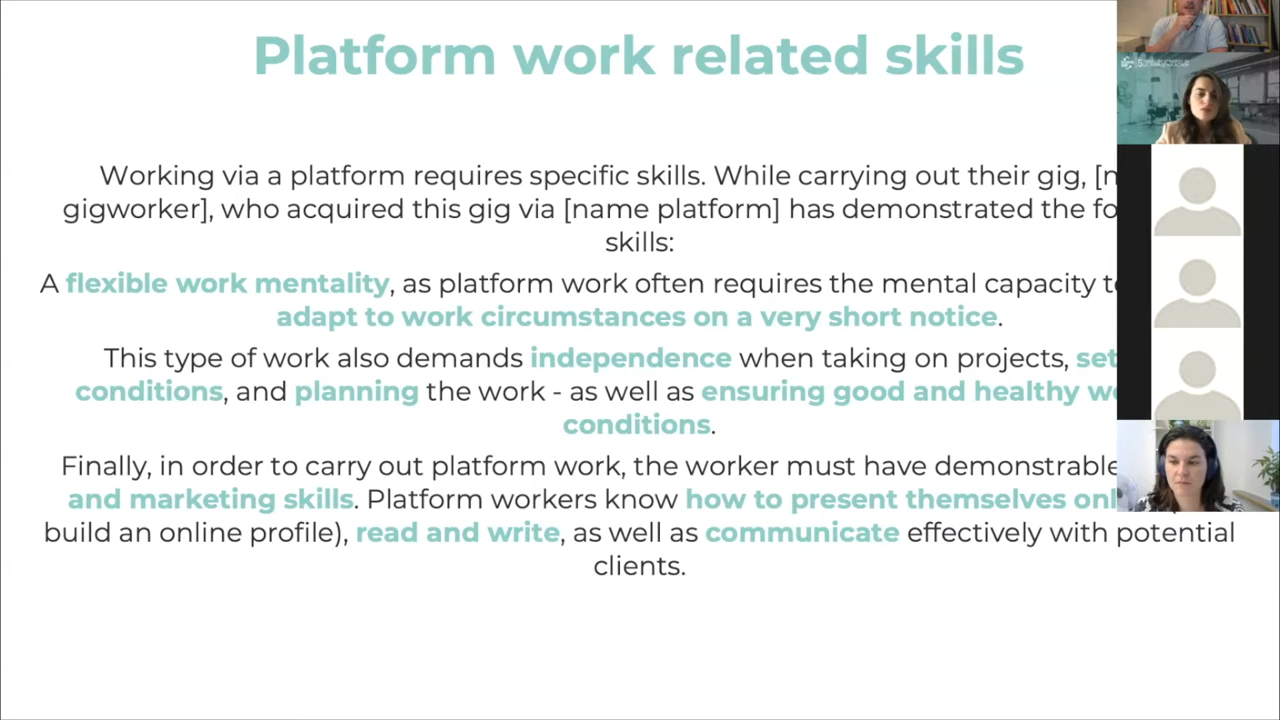 Platform work related skills
Working via a platform requires specific skills. While carrying out their gig,
gigworker], who acquired this gig via [name platform] has demonstrated the
skills:
A flexible work mentality, as platform work often requires the mental capacity
adapt to work circumstances on a very short notice.
This type of work also demands independence when taking on projects,
conditions, and planning the work - as well as ensuring good and healthy
conditions.
Finally, in order to carry out platform work, the worker must have demonstrable
and marketing skills. Platform workers know how to present themselves
build an online profile), read and write, as well as communicate effectively with potential
clients.